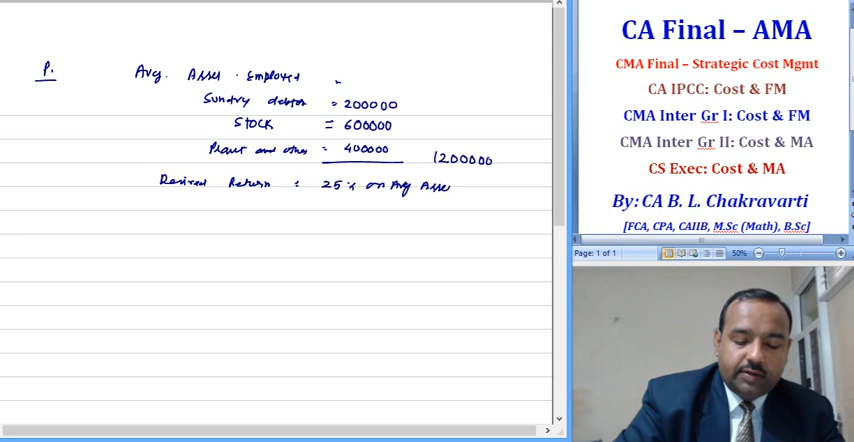 P.
Avg. Asses. Employed =
Sundry debtor = 200000
Stock = 600000
Plant and other = 400000
1200000
Desired Return : 25% on Avg Asse
CA Final – AMA
CMA Final – Strategic Cost Mgmt
CA IPCC: Cost & FM
CMA Inter Gr I: Cost & FM
CMA Inter Gr II: Cost & MA
CS Exec: Cost & MA
By: CA B. L. Chakravarti
[FCA, CPA, CAIIB, M.Sc (Math), B.Sc]
Page: 1 of 1
50%